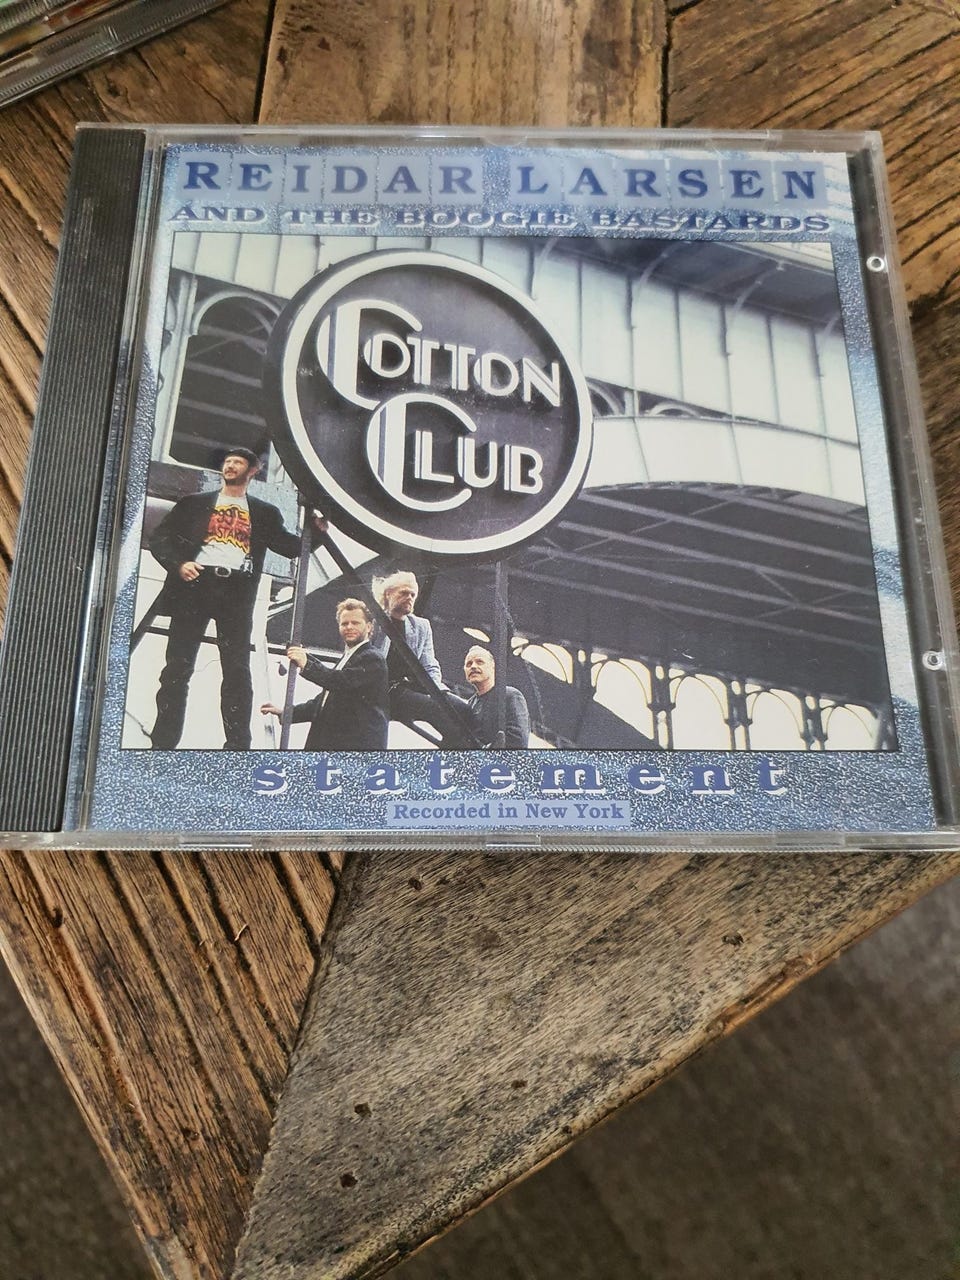 REIDAR LARSEN
AND THE BOOGIE BASTARDS
COTTON
CLUB
statement
Recorded in New York